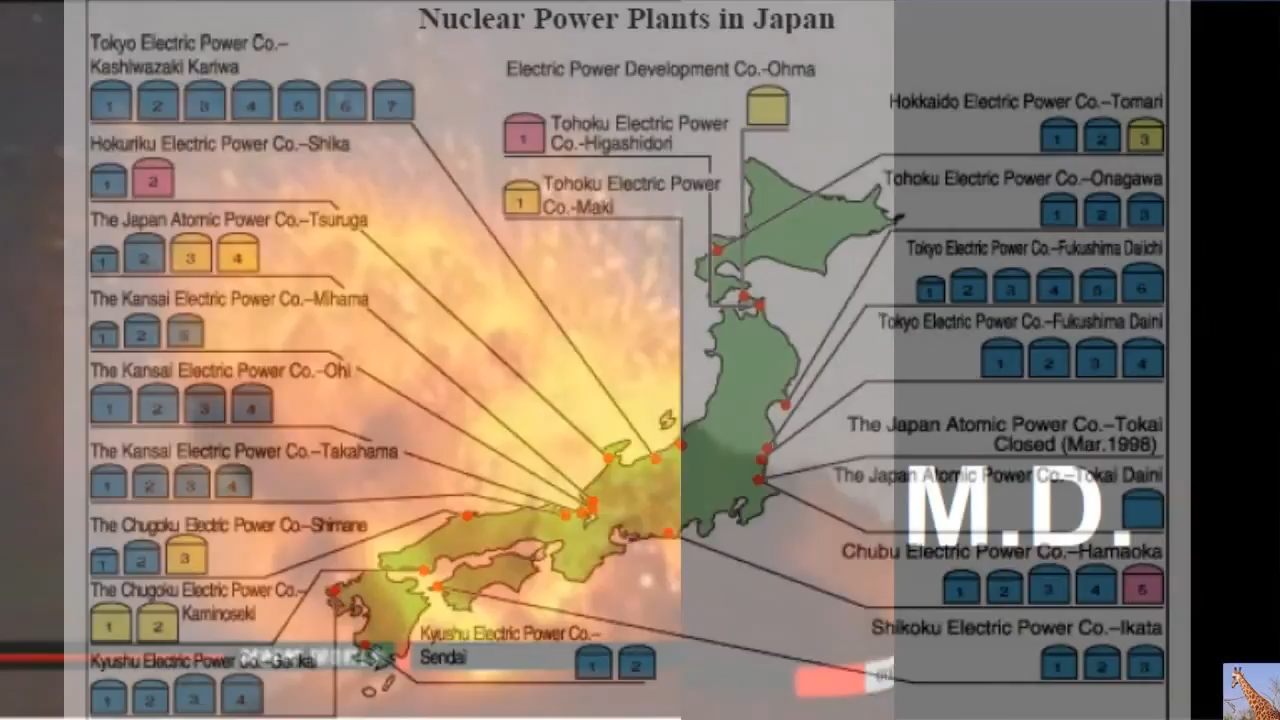 Nuclear Power Plants in Japan
Tokyo Electric Power Co.–
Kashiwazaki Kariwa
1 2 3 4 5 6 7
Hokuriku Electric Power Co.–Shika
1 2
The Japan Atomic Power Co.–Tsuruga
1 2 3 4
The Kansai Electric Power Co.–Mihama
1 2 3
The Kansai Electric Power Co.–Ohi
1 2 3 4
The Kansai Electric Power Co.–Takahama
1 2 3 4
The Chugoku Electric Power Co.–Shimane
1 2 3
The Chugoku Electric Power Co.–
Kaminoseki
1 2
Kyushu Electric Power Co.–Genkai
1 2 3 4
Electric Power Development Co.–Ohma
Tohoku Electric Power
Co.–Higashidori
1
Tohoku Electric Power
Co.–Maki
1
Kyushu Electric Power Co.–
Sendai
1 2
Hokkaido Electric Power Co.–Tomari
1 2 3
Tohoku Electric Power Co.–Onagawa
1 2 3
Tokyo Electric Power Co.–Fukushima Daiichi
1 2 3 4 5 6
Tokyo Electric Power Co.–Fukushima Daini
1 2 3 4
The Japan Atomic Power Co.–Tokai
Closed (Mar.1998)
The Japan Atomic Power Co.–Tokai Daini
M.D.
Chubu Electric Power Co.–Hamaoka
1 2 3 4 5
Shikoku Electric Power Co.–Ikata
1 2 3